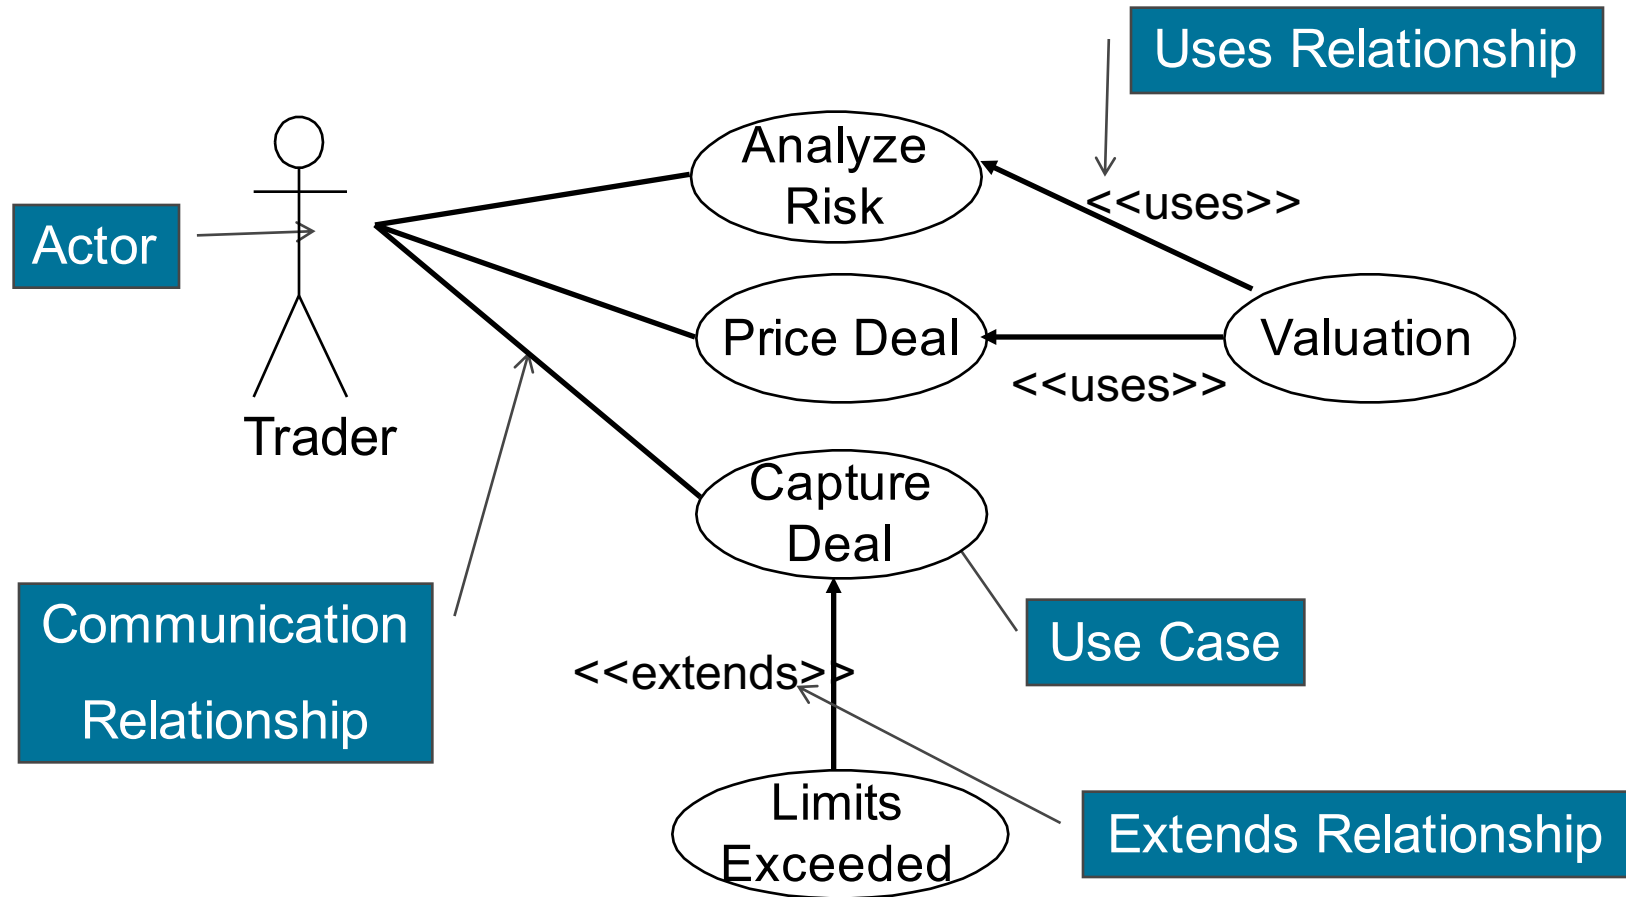 Uses Relationship
Analyze
Risk
<<uses>>
Actor
Price Deal
Valuation
<<uses>>
Trader
Capture
Deal
Communication
Relationship
Use Case
<<extends>>
Limits
Exceeded
Extends Relationship